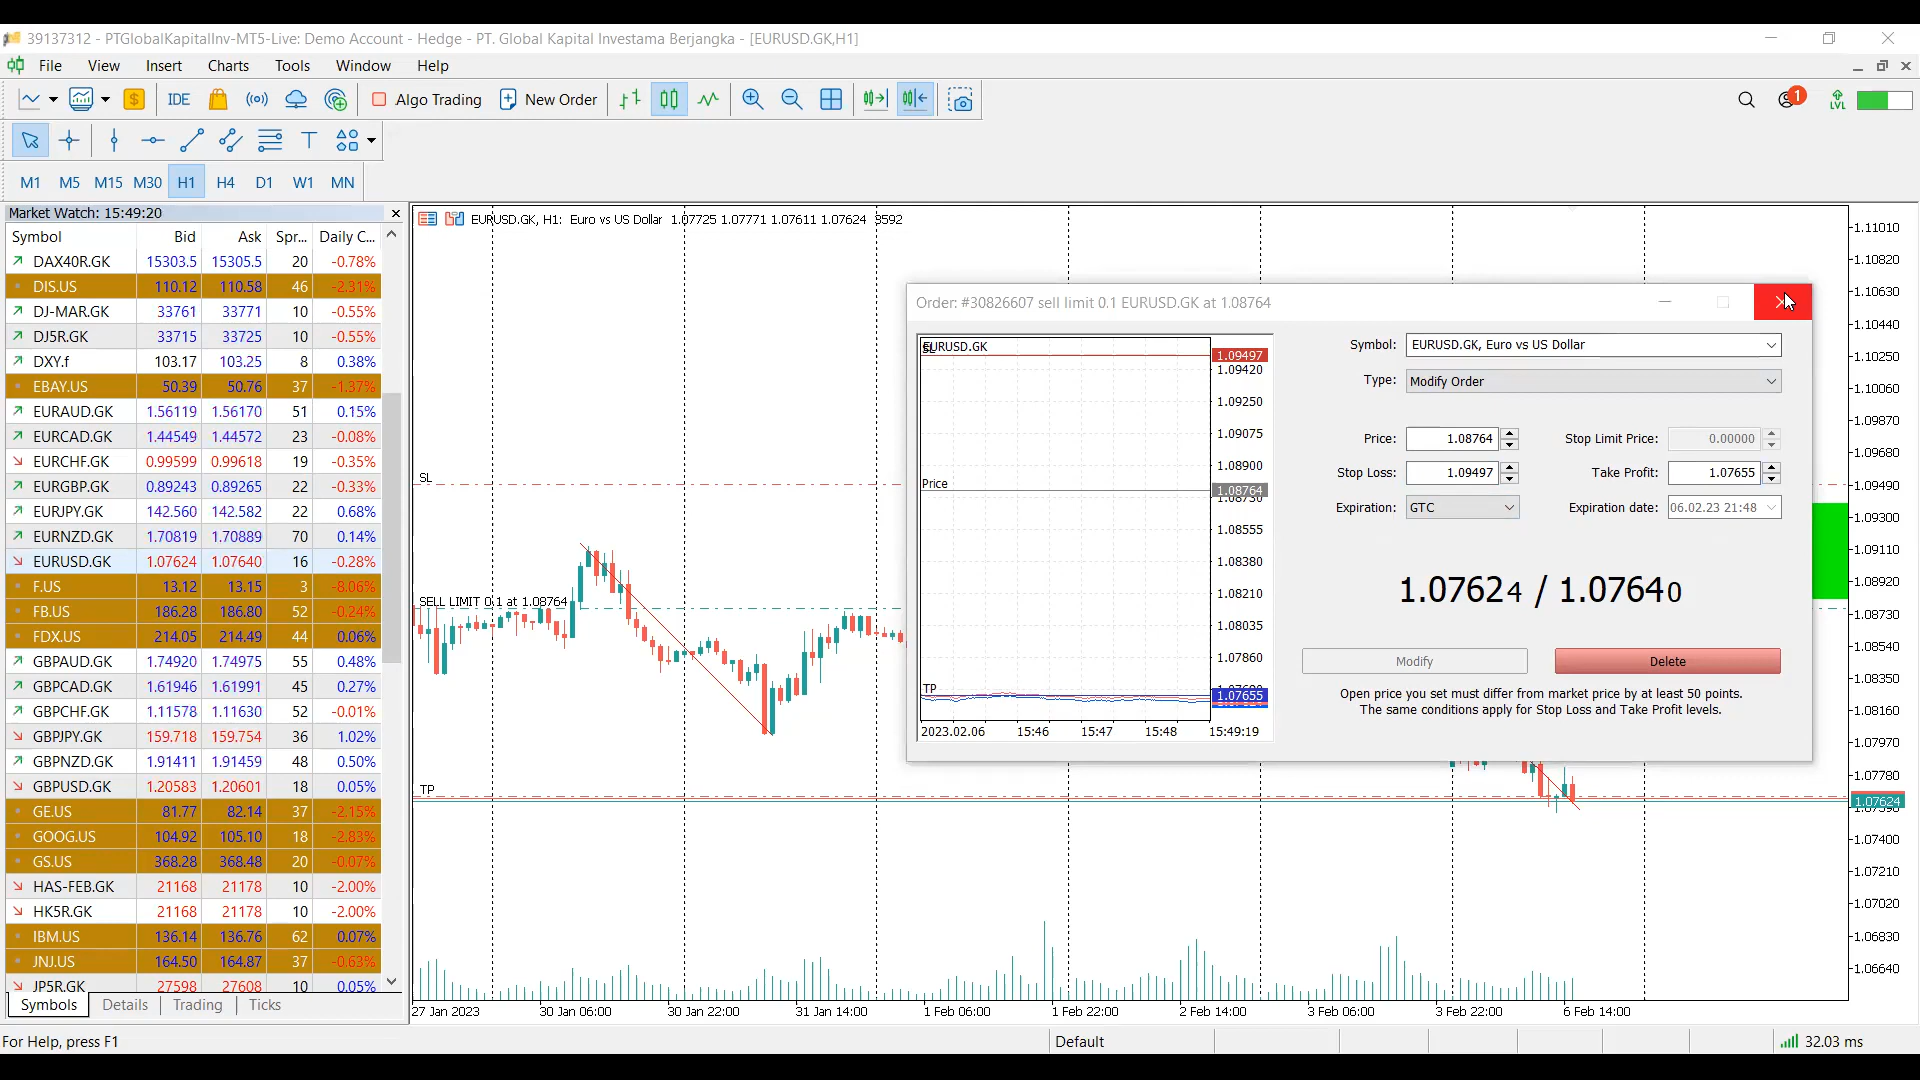 39137312 - PTGlobalKapitalInv-MT5-Live: Demo Account - Hedge - PT. Global Kapital Investama Berjangka - [EURUSD.GK,H1]
File View Insert Charts Tools Window Help
IDE Algo Trading New Order 1 LVL
M1 M5 M15 M30 H1 H4 D1 W1 MN
Market Watch: 15:49:20
Symbol Bid Ask Spr... Daily C...
DAX40R.GK 15303.5 15305.5 20 -0.78%
DIS.US 110.12 110.58 46 -2.31%
DJ-MAR.GK 33761 33771 10 -0.55%
DJ5R.GK 33715 33725 10 -0.55%
DXY.f 103.17 103.25 8 0.38%
EBAY.US 50.39 50.76 37 -1.37%
EURAUD.GK 1.56119 1.56170 51 0.15%
EURCAD.GK 1.44549 1.44572 23 -0.08%
EURCHF.GK 0.99599 0.99618 19 -0.35%
EURGBP.GK 0.89243 0.89265 22 -0.33%
EURJPY.GK 142.560 142.582 22 0.68%
EURNZD.GK 1.70819 1.70889 70 0.14%
EURUSD.GK 1.07624 1.07640 16 -0.28%
F.US 13.12 13.15 3 -8.06%
FB.US 186.28 186.80 52 -0.24%
FDX.US 214.05 214.49 44 0.06%
GBPAUD.GK 1.74920 1.74975 55 0.48%
GBPCAD.GK 1.61946 1.61991 45 0.27%
GBPCHF.GK 1.11578 1.11630 52 -0.01%
GBPJPY.GK 159.718 159.754 36 1.02%
GBPNZD.GK 1.91411 1.91459 48 0.50%
GBPUSD.GK 1.20583 1.20601 18 0.05%
GE.US 81.77 82.14 37 -2.15%
GOOG.US 104.92 105.10 18 -2.83%
GS.US 368.28 368.48 20 -0.07%
HAS-FEB.GK 21168 21178 10 -2.00%
HK5R.GK 21168 21178 10 -2.00%
IBM.US 136.14 136.76 62 0.07%
JNJ.US 164.50 164.87 37 -0.63%
JP5R.GK 27598 27608 10 0.05%
Symbols Details Trading Ticks
EURUSD.GK, H1: Euro vs US Dollar 1.07725 1.07771 1.07611 1.07624 3592
SL
SELL LIMIT 0.1 at 1.08764
TP
Order: #30826607 sell limit 0.1 EURUSD.GK at 1.08764
EURUSD.GK
SL
Price
TP
1.09497
1.09420
1.09250
1.09075
1.08900
1.08764
1.08730
1.08555
1.08380
1.08210
1.08035
1.07860
1.07655
2023.02.06 15:46 15:47 15:48 15:49:19
Symbol: EURUSD.GK, Euro vs US Dollar
Type: Modify Order
Price: 1.08764 Stop Limit Price: 0.00000
Stop Loss: 1.09497 Take Profit: 1.07655
Expiration: GTC Expiration date: 06.02.23 21:48
1.07624 / 1.07640
Modify Delete
Open price you set must differ from market price by at least 50 points.
The same conditions apply for Stop Loss and Take Profit levels.
1.11010
1.10820
1.10630
1.10440
1.10250
1.10060
1.09870
1.09680
1.09490
1.09300
1.09110
1.08920
1.08730
1.08540
1.08350
1.08160
1.07970
1.07780
1.07624
1.07400
1.07210
1.07020
1.06830
1.06640
27 Jan 2023 30 Jan 06:00 30 Jan 22:00 31 Jan 14:00 1 Feb 06:00 1 Feb 22:00 2 Feb 14:00 3 Feb 06:00 3 Feb 22:00 6 Feb 14:00
For Help, press F1 Default 32.03 ms